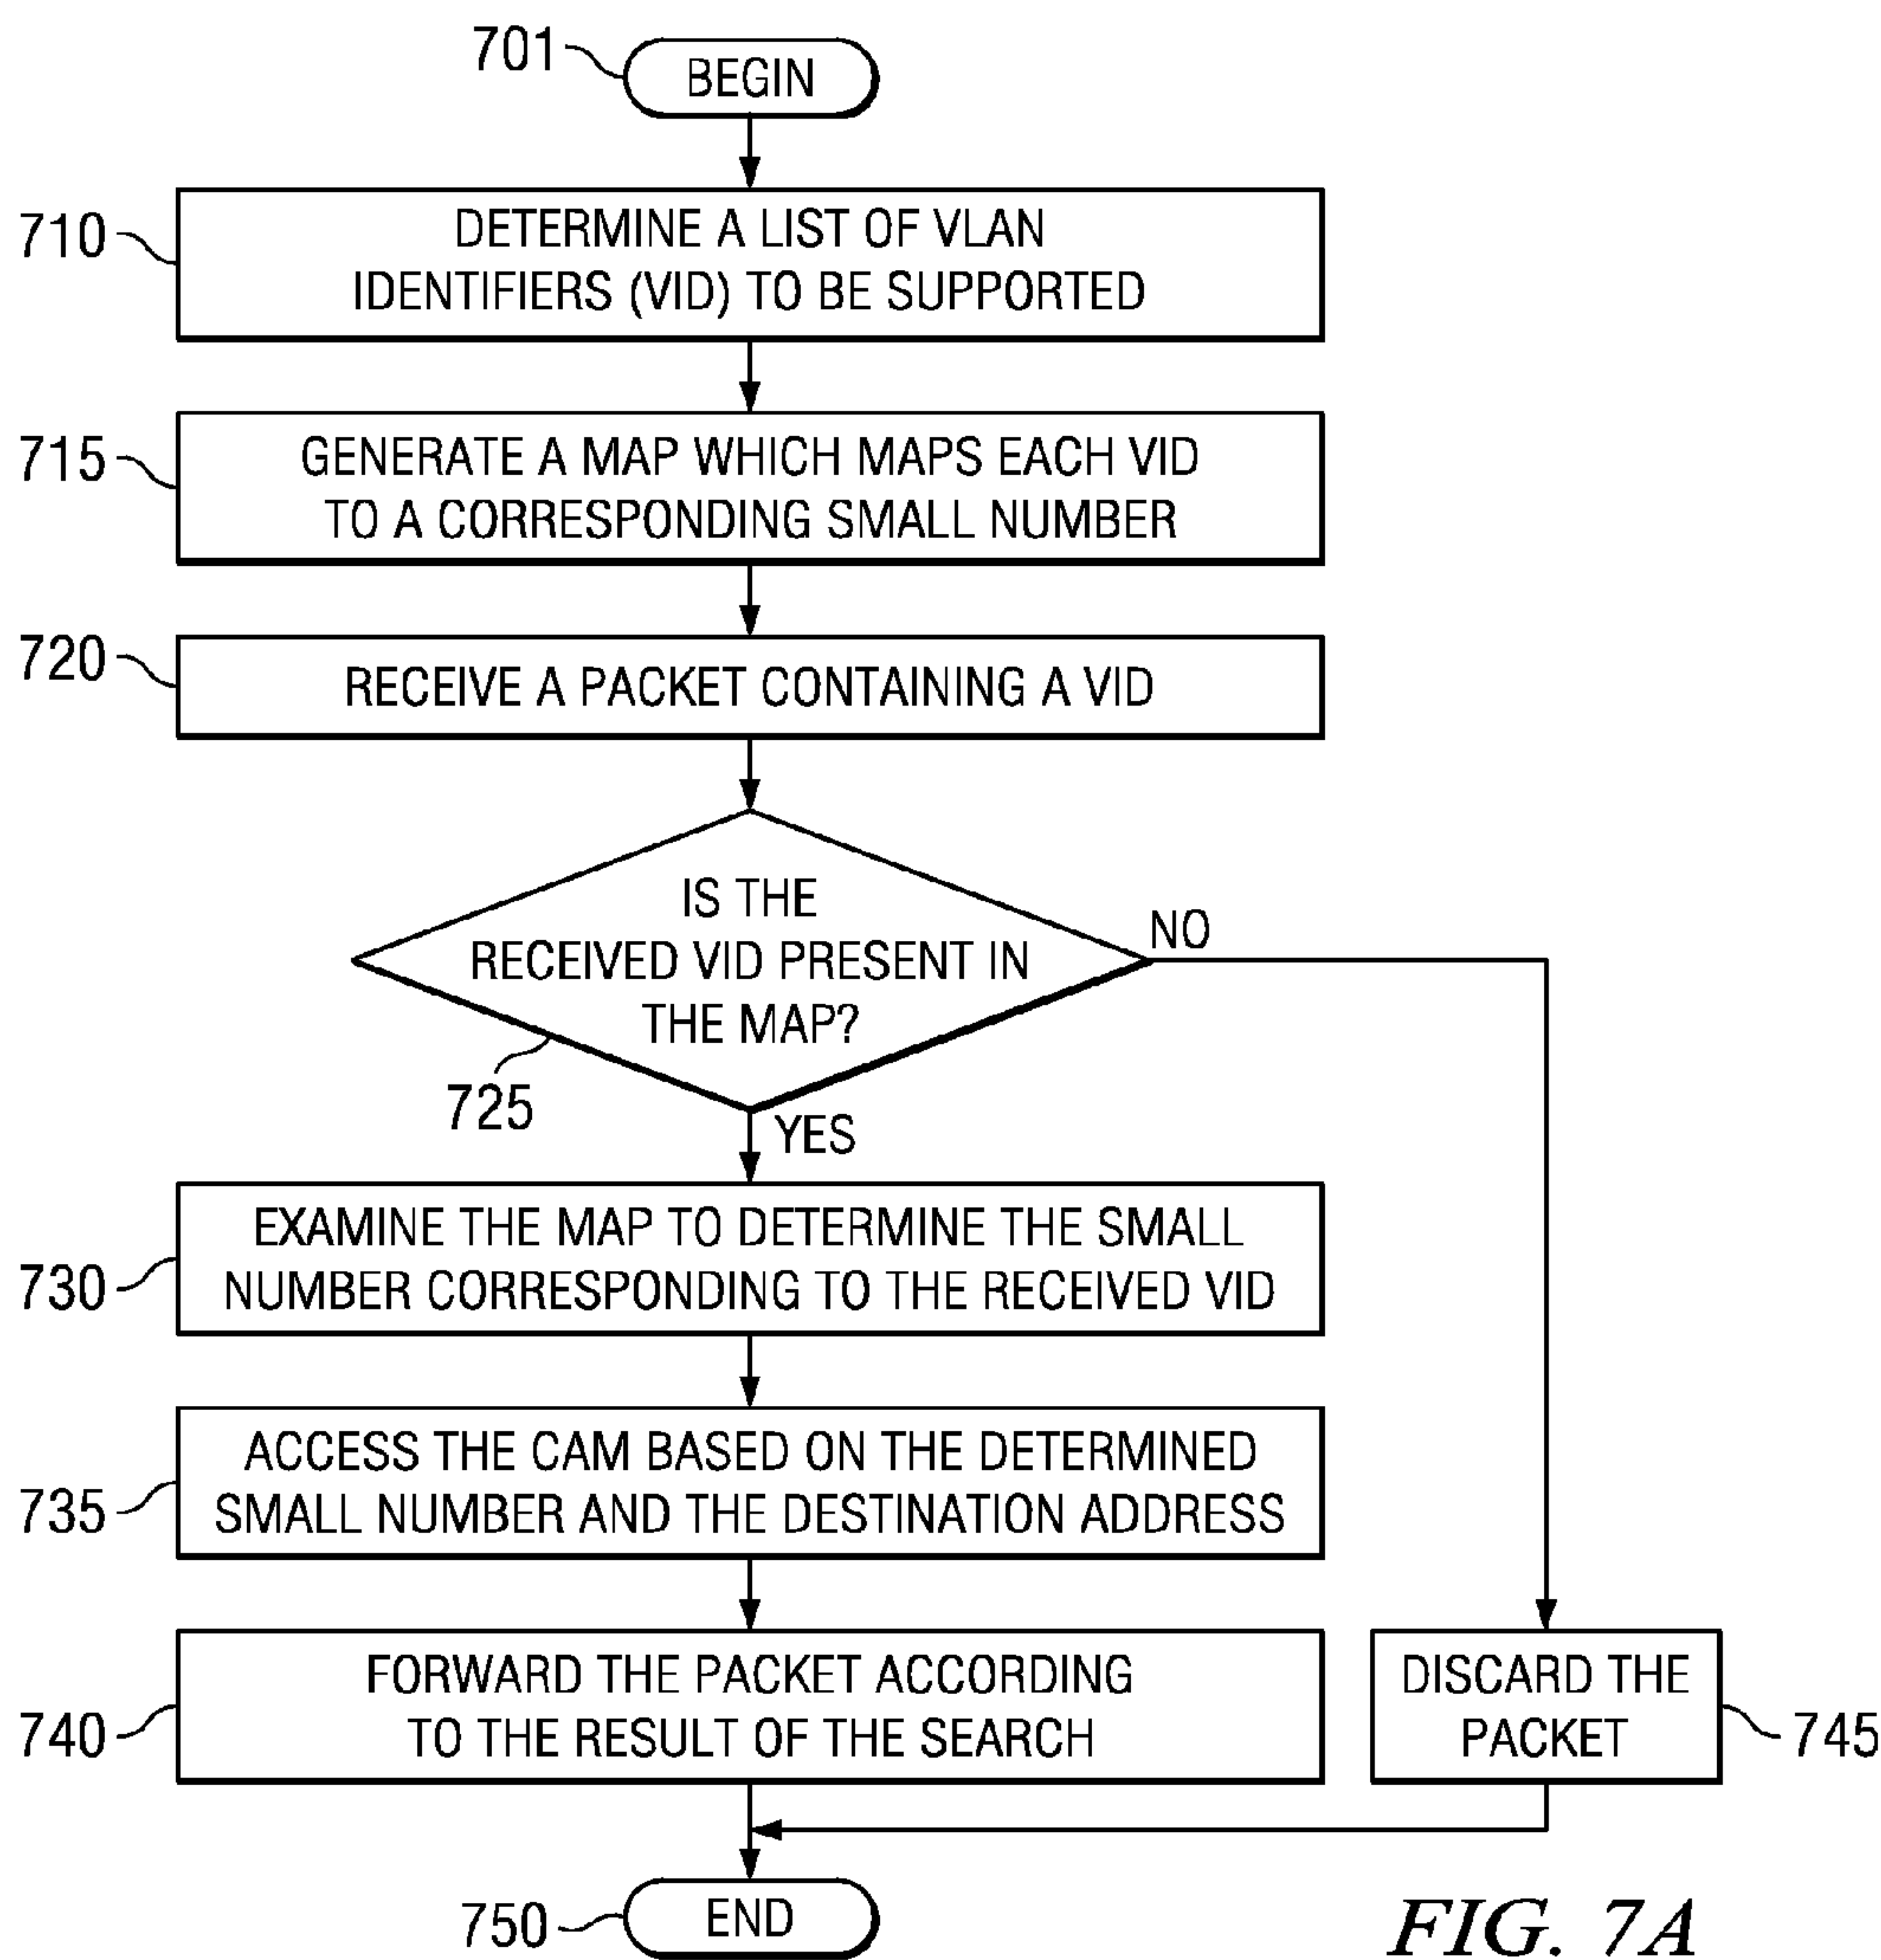 701
BEGIN
710
DETERMINE A LIST OF VLAN
IDENTIFIERS (VID) TO BE SUPPORTED
715
GENERATE A MAP WHICH MAPS EACH VID
TO A CORRESPONDING SMALL NUMBER
720
RECEIVE A PACKET CONTAINING A VID
IS THE
RECEIVED VID PRESENT IN
THE MAP?
NO
725
YES
730
EXAMINE THE MAP TO DETERMINE THE SMALL
NUMBER CORRESPONDING TO THE RECEIVED VID
735
ACCESS THE CAM BASED ON THE DETERMINED
SMALL NUMBER AND THE DESTINATION ADDRESS
740
FORWARD THE PACKET ACCORDING
TO THE RESULT OF THE SEARCH
DISCARD THE
PACKET
745
750
END
FIG. 7A